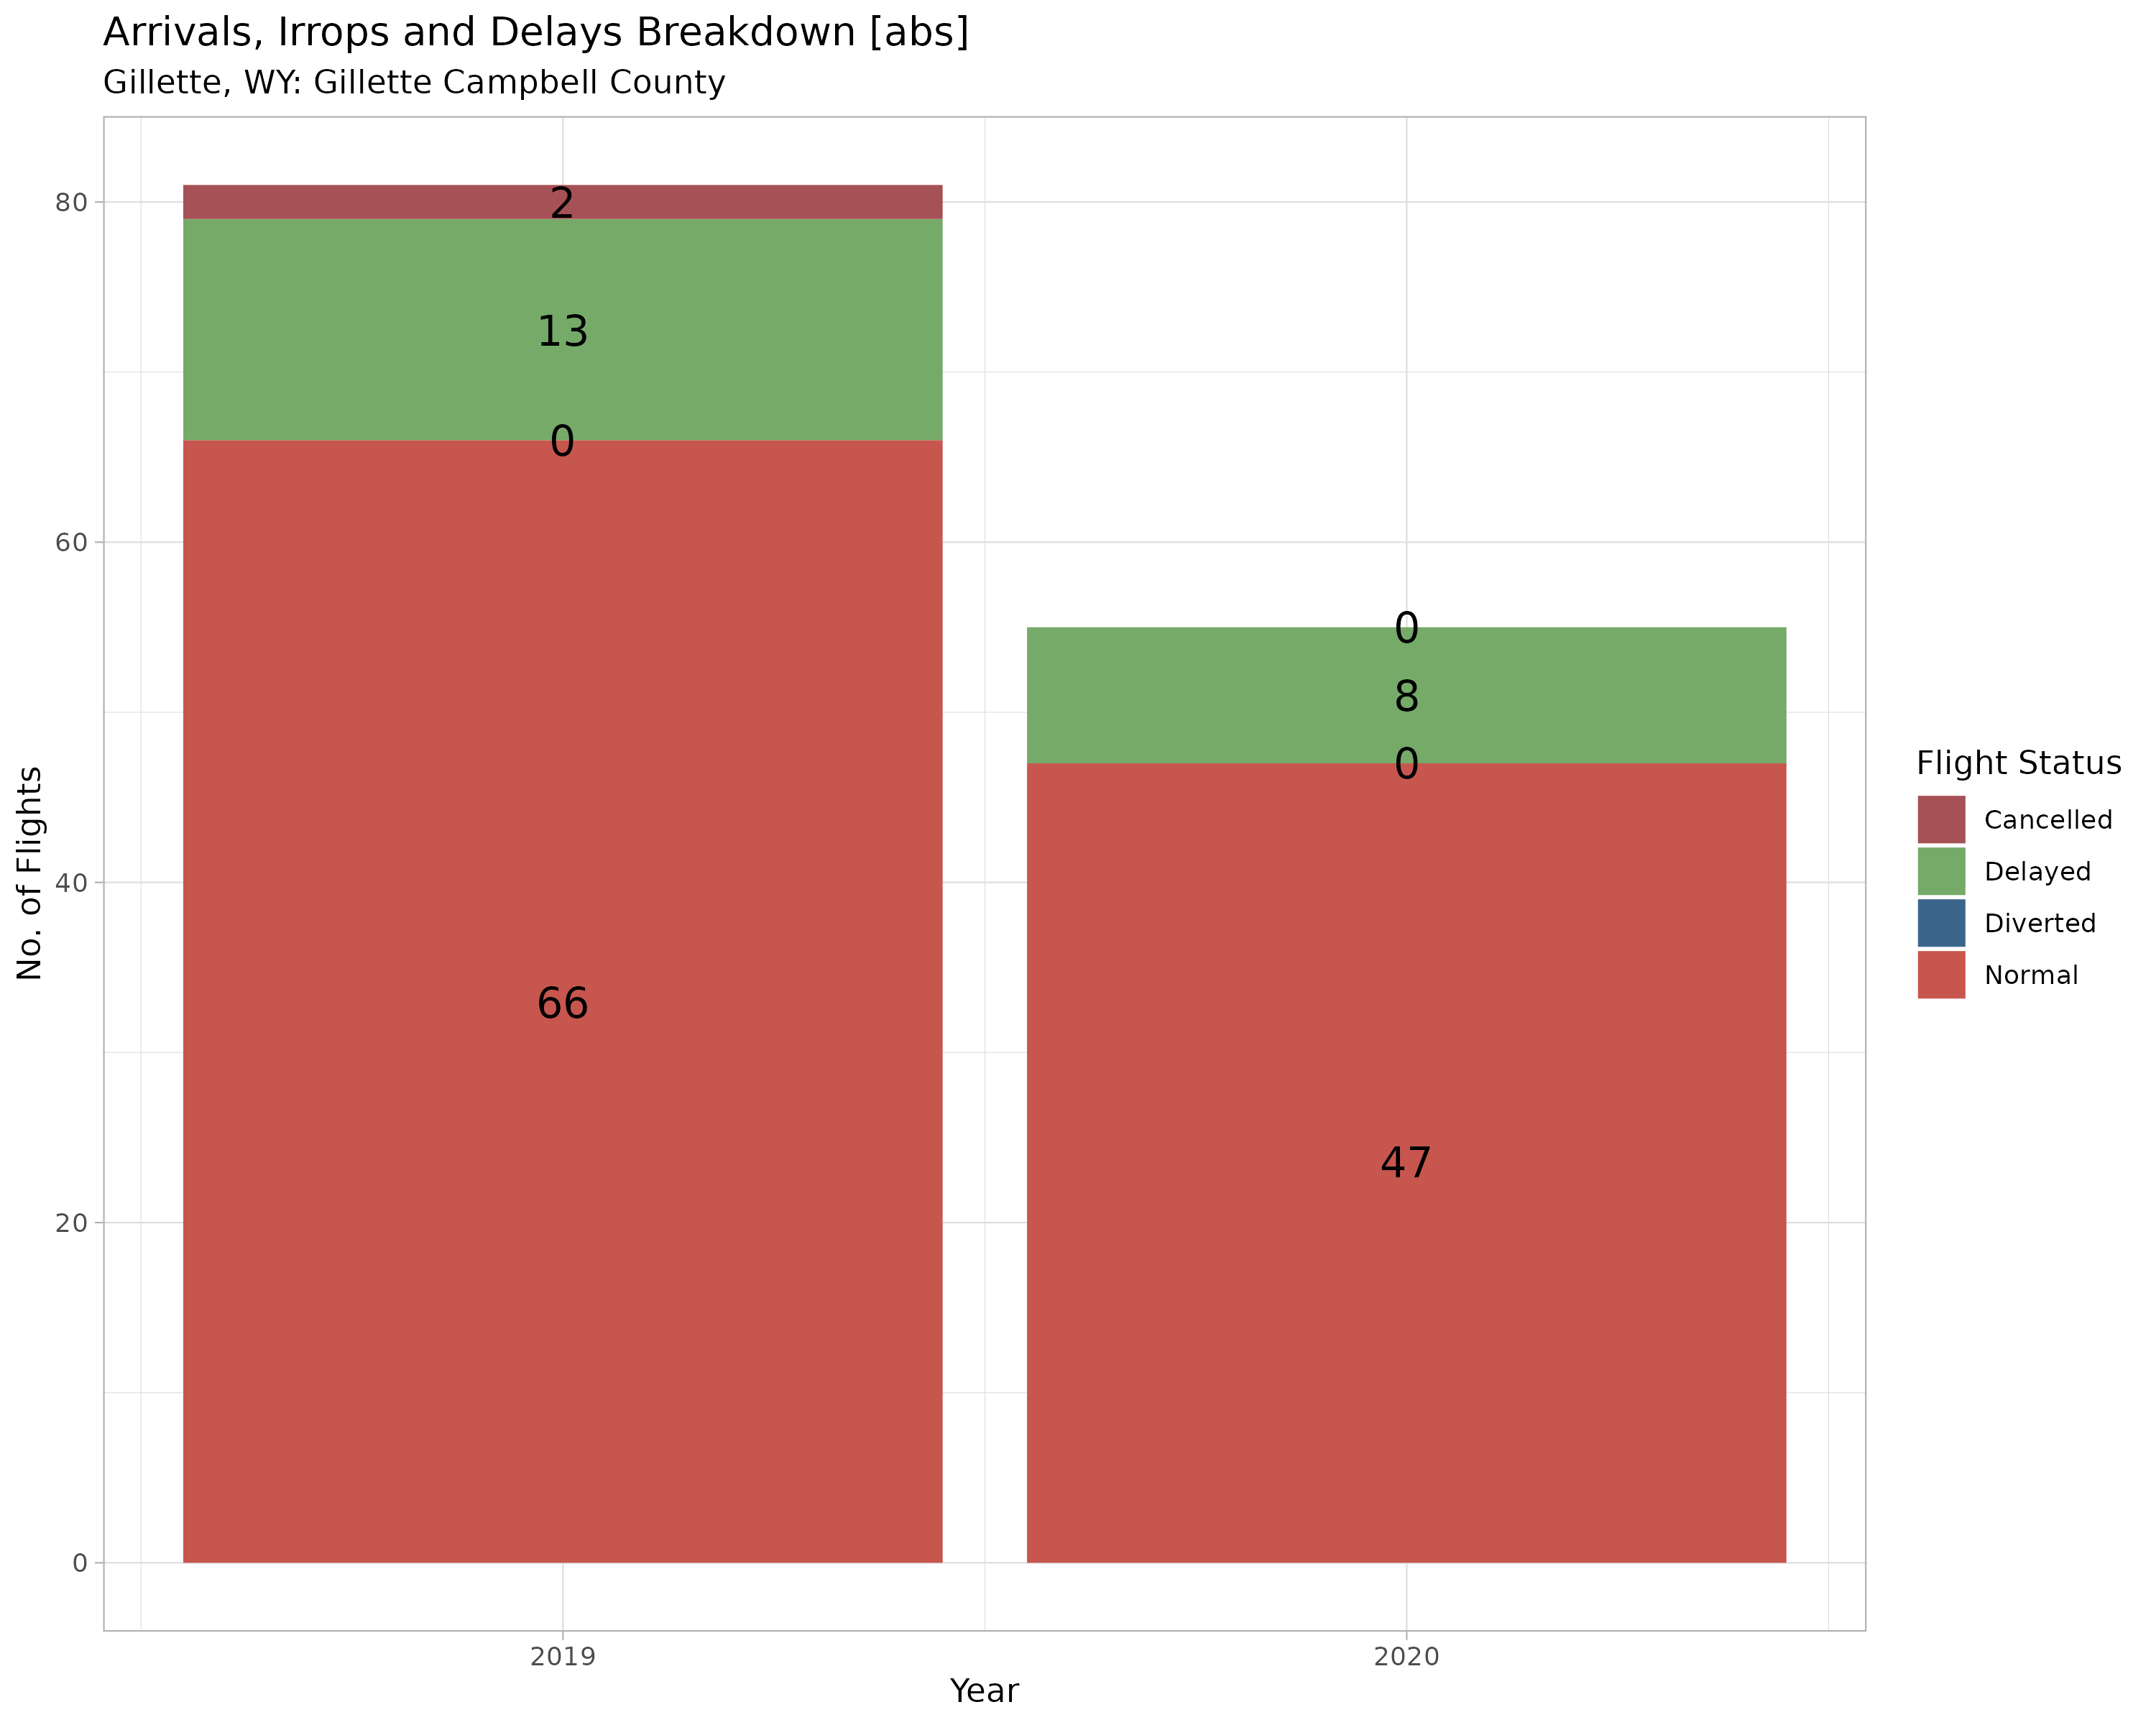 Arrivals, Irrops and Delays Breakdown [abs]
Gillette, WY: Gillette Campbell County
No. of Flights
80
60
40
20
0
2
13
0
66
0
8
0
47
2019
2020
Year
Flight Status
Cancelled
Delayed
Diverted
Normal